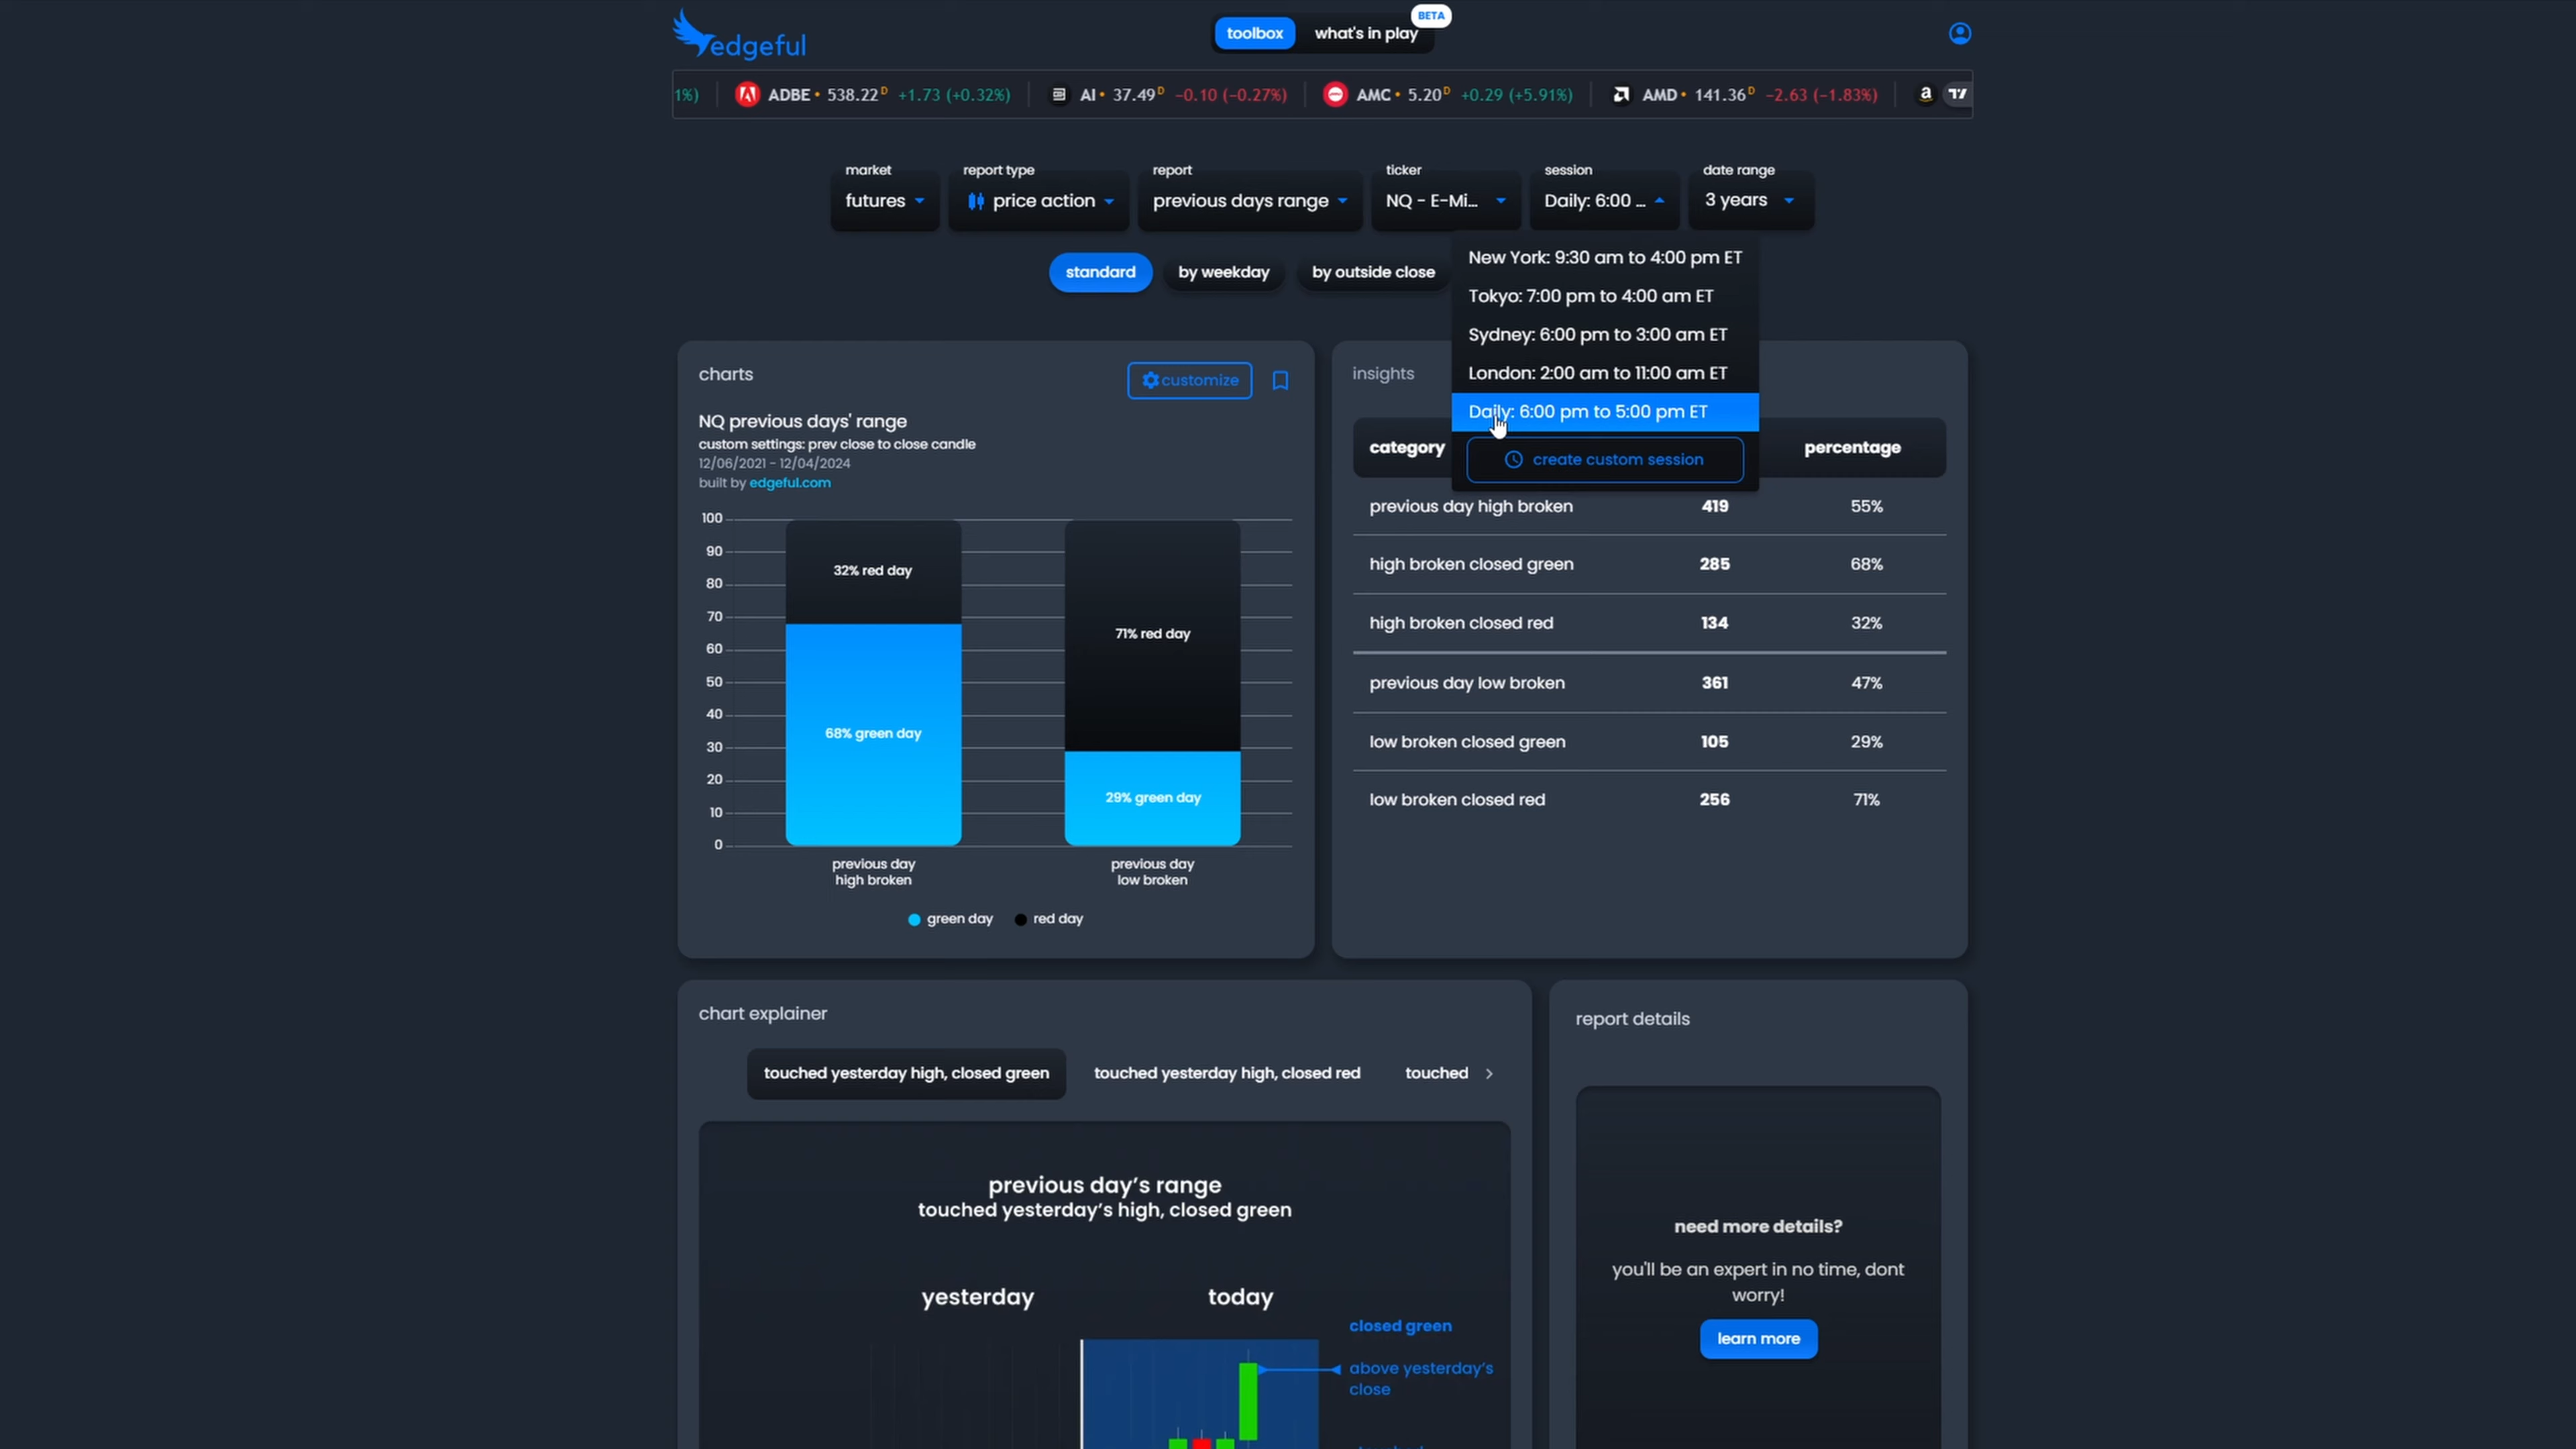 edgeful
toolbox
what's in play
BETA
1%)
ADBE • 538.22 D +1.73 (+0.32%)
AI • 37.49 D −0.10 (−0.27%)
AMC • 5.20 D +0.29 (+5.91%)
AMD • 141.36 D −2.63 (−1.83%)
market
futures
report type
price action
report
previous days range
ticker
NQ - E-Mi...
session
Daily: 6:00 ...
date range
3 years
standard
by weekday
by outside close
New York: 9:30 am to 4:00 pm ET
Tokyo: 7:00 pm to 4:00 am ET
Sydney: 6:00 pm to 3:00 am ET
London: 2:00 am to 11:00 am ET
Daily: 6:00 pm to 5:00 pm ET
create custom session
charts
customize
NQ previous days' range
custom settings: prev close to close candle
12/06/2021 - 12/04/2024
built by edgeful.com
100
90
80
70
60
50
40
30
20
10
0
32% red day
68% green day
71% red day
29% green day
previous day
high broken
previous day
low broken
green day
red day
insights
category
percentage
previous day high broken 419 55%
high broken closed green 285 68%
high broken closed red 134 32%
previous day low broken 361 47%
low broken closed green 105 29%
low broken closed red 256 71%
chart explainer
touched yesterday high, closed green
touched yesterday high, closed red
touched
previous day's range
touched yesterday's high, closed green
yesterday
today
closed green
above yesterday's
close
report details
need more details?
you'll be an expert in no time, dont
worry!
learn more